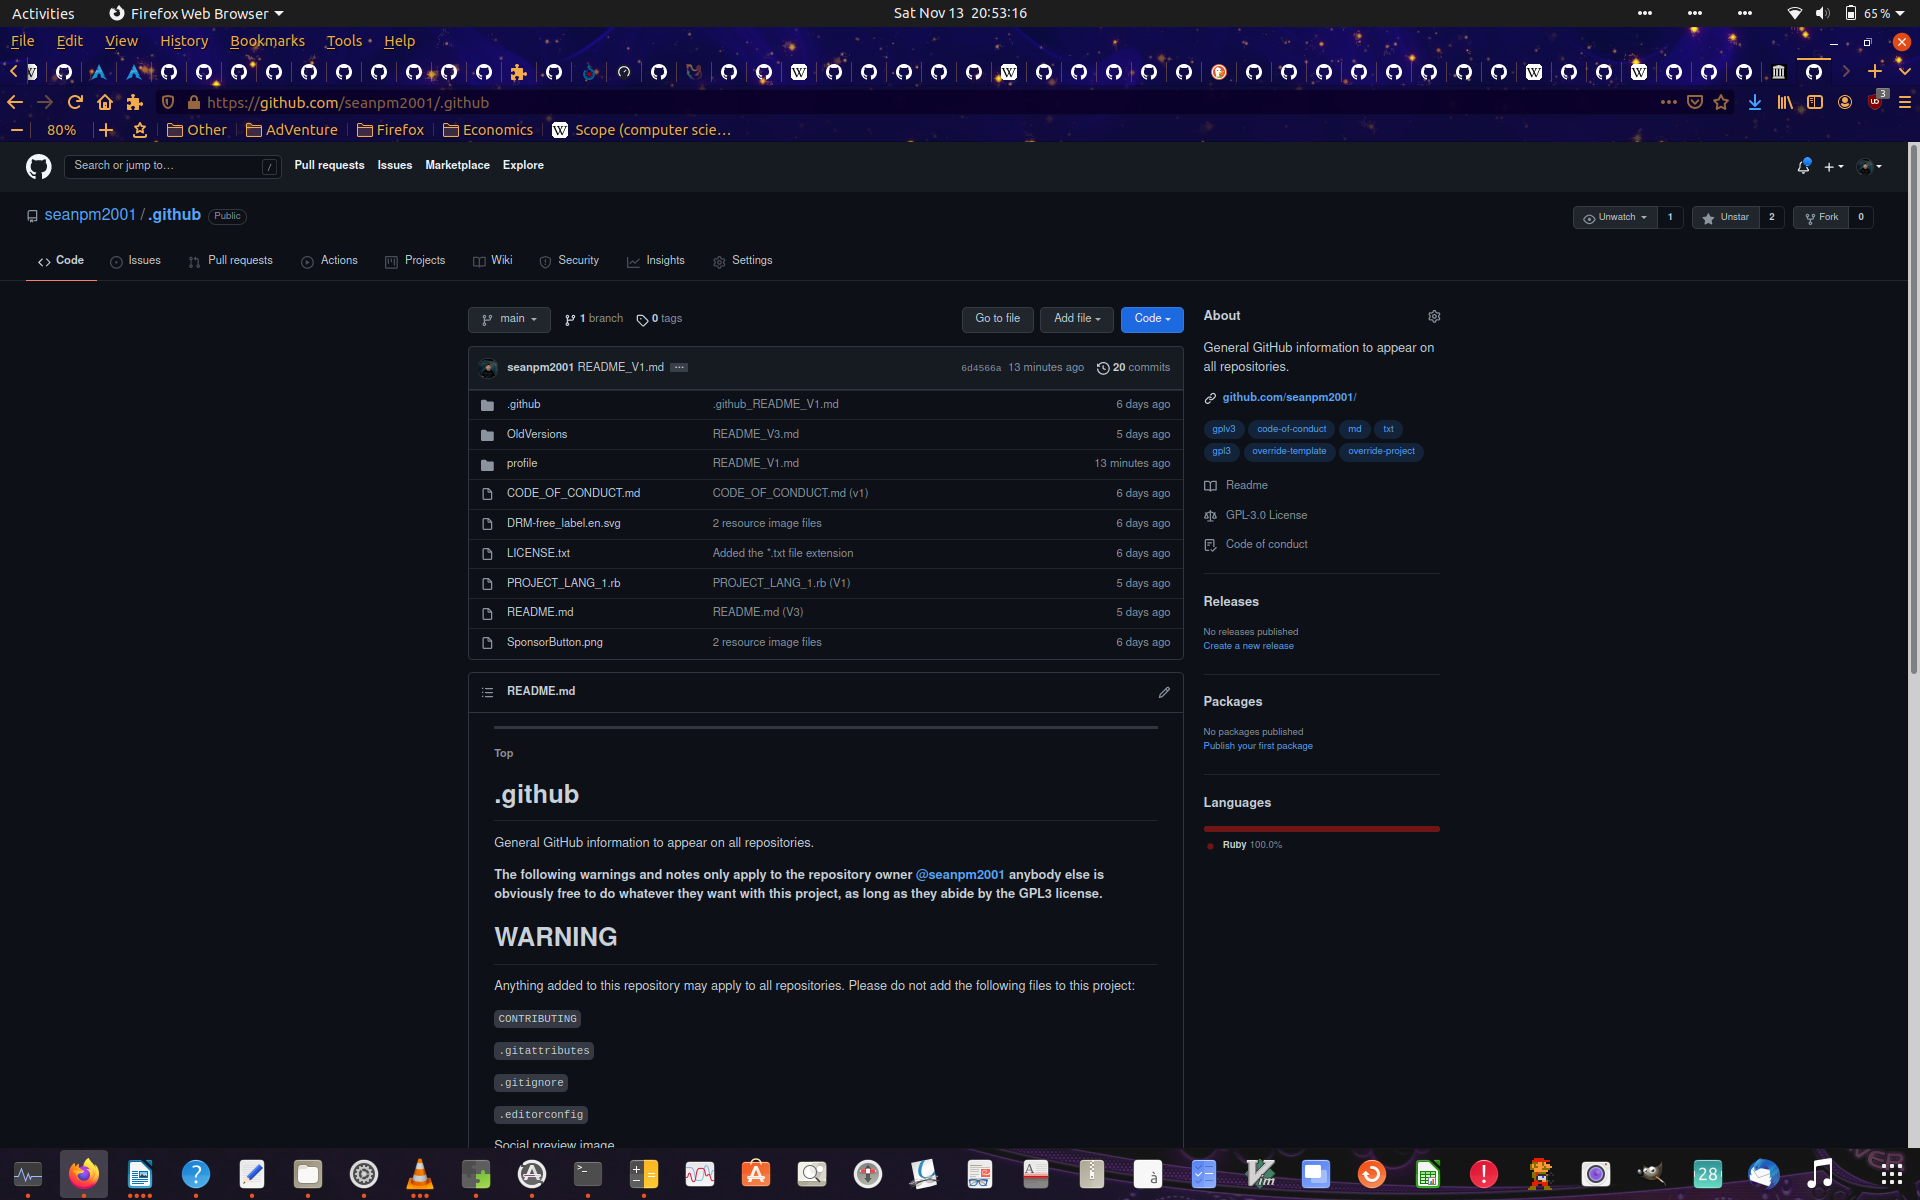 Activities Firefox Web Browser Sat Nov 13 20:53:16 65 %
File Edit View History Bookmarks Tools Help
https://github.com/seanpm2001/.github 3
80% Other AdVenture Firefox Economics Scope (computer scie…
Search or jump to… / Pull requests Issues Marketplace Explore
seanpm2001 / .github Public Unwatch 1 Unstar 2 Fork 0
Code Issues Pull requests Actions Projects Wiki Security Insights Settings
main 1 branch 0 tags Go to file Add file Code
seanpm2001 README_V1.md ... 6d4566a 13 minutes ago 20 commits
.github .github_README_V1.md 6 days ago
OldVersions README_V3.md 5 days ago
profile README_V1.md 13 minutes ago
CODE_OF_CONDUCT.md CODE_OF_CONDUCT.md (v1) 6 days ago
DRM-free_label.en.svg 2 resource image files 6 days ago
LICENSE.txt Added the *.txt file extension 6 days ago
PROJECT_LANG_1.rb PROJECT_LANG_1.rb (V1) 5 days ago
README.md README.md (V3) 5 days ago
SponsorButton.png 2 resource image files 6 days ago
README.md
Top
.github
General GitHub information to appear on all repositories.
The following warnings and notes only apply to the repository owner @seanpm2001 anybody else is
obviously free to do whatever they want with this project, as long as they abide by the GPL3 license.
WARNING
Anything added to this repository may apply to all repositories. Please do not add the following files to this project:
CONTRIBUTING
.gitattributes
.gitignore
.editorconfig
Social preview image
About
General GitHub information to appear on
all repositories.
github.com/seanpm2001/
gplv3 code-of-conduct md txt
gpl3 override-template override-project
Readme
GPL-3.0 License
Code of conduct
Releases
No releases published
Create a new release
Packages
No packages published
Publish your first package
Languages
Ruby 100.0%
28